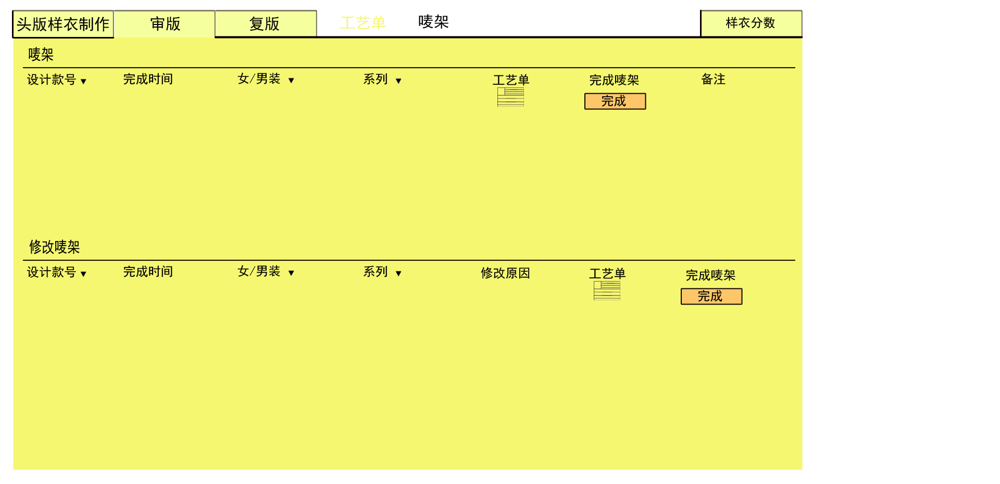 头版样衣制作 审版 复版 工艺单 唛架 样衣分数
唛架
设计款号 ▼ 完成时间 女/男装 ▼ 系列 ▼ 工艺单 完成唛架 备注
完成
修改唛架
设计款号 ▼ 完成时间 女/男装 ▼ 系列 ▼ 修改原因 工艺单 完成唛架
完成